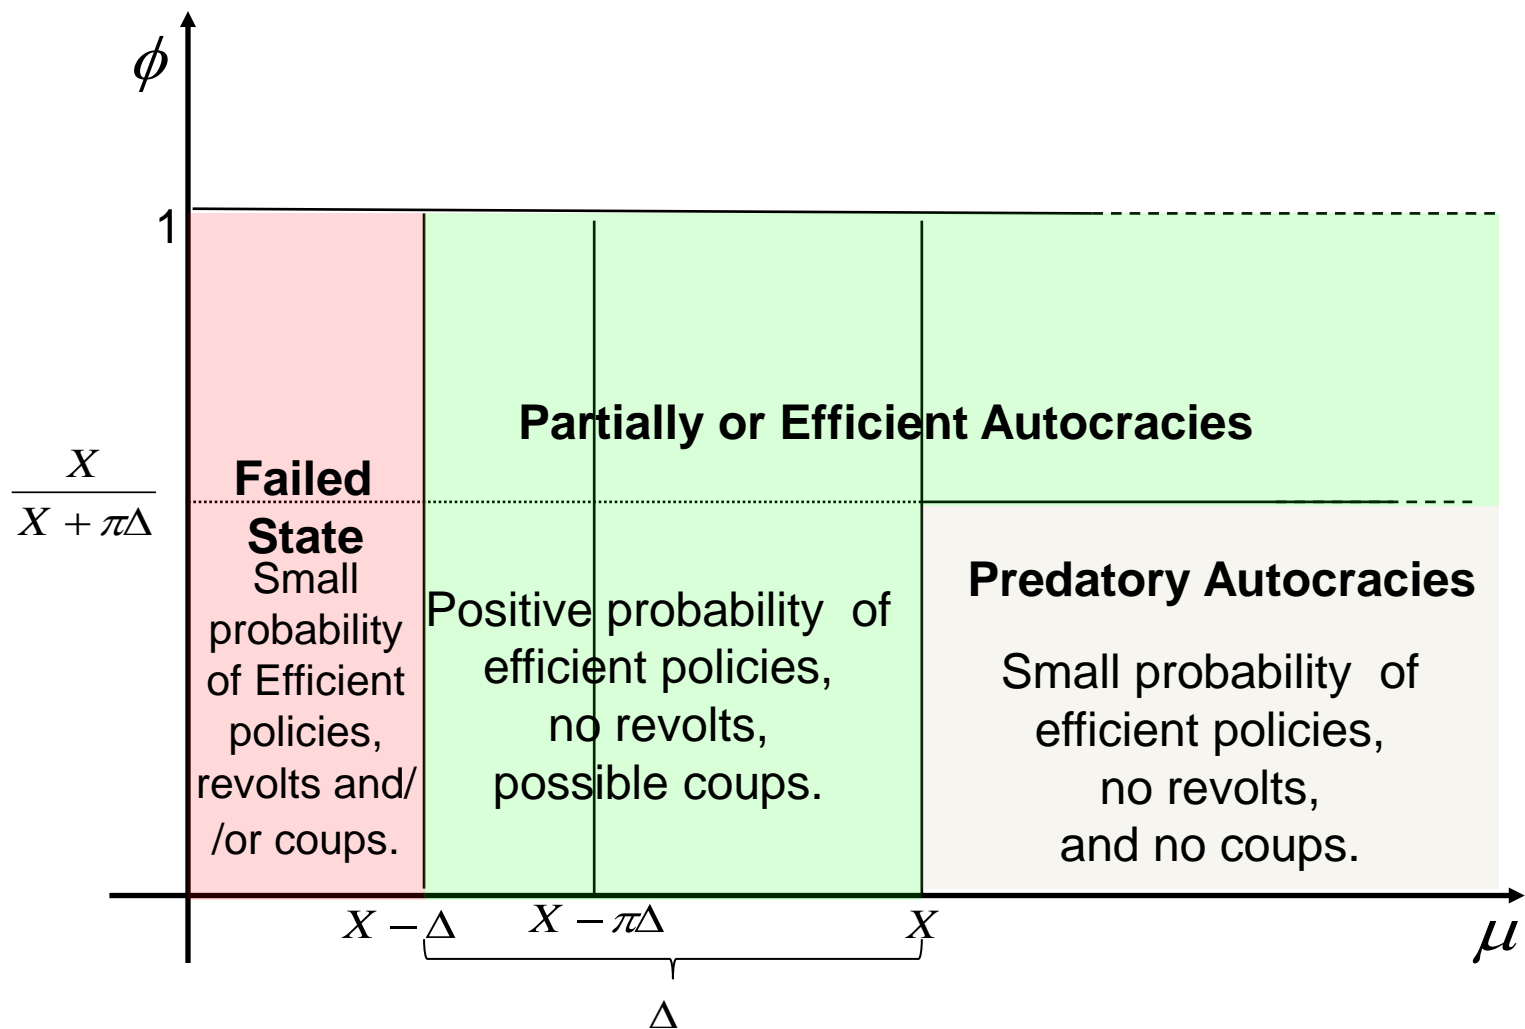 ϕ
1
Partially or Efficient Autocracies
X
X + πΔ
Failed
State
Small
probability
of Efficient
policies,
revolts and/
/or coups.
Positive probability of
efficient policies,
no revolts,
possible coups.
Predatory Autocracies
Small probability of
efficient policies,
no revolts,
and no coups.
X − Δ
X − πΔ
X
μ
Δ